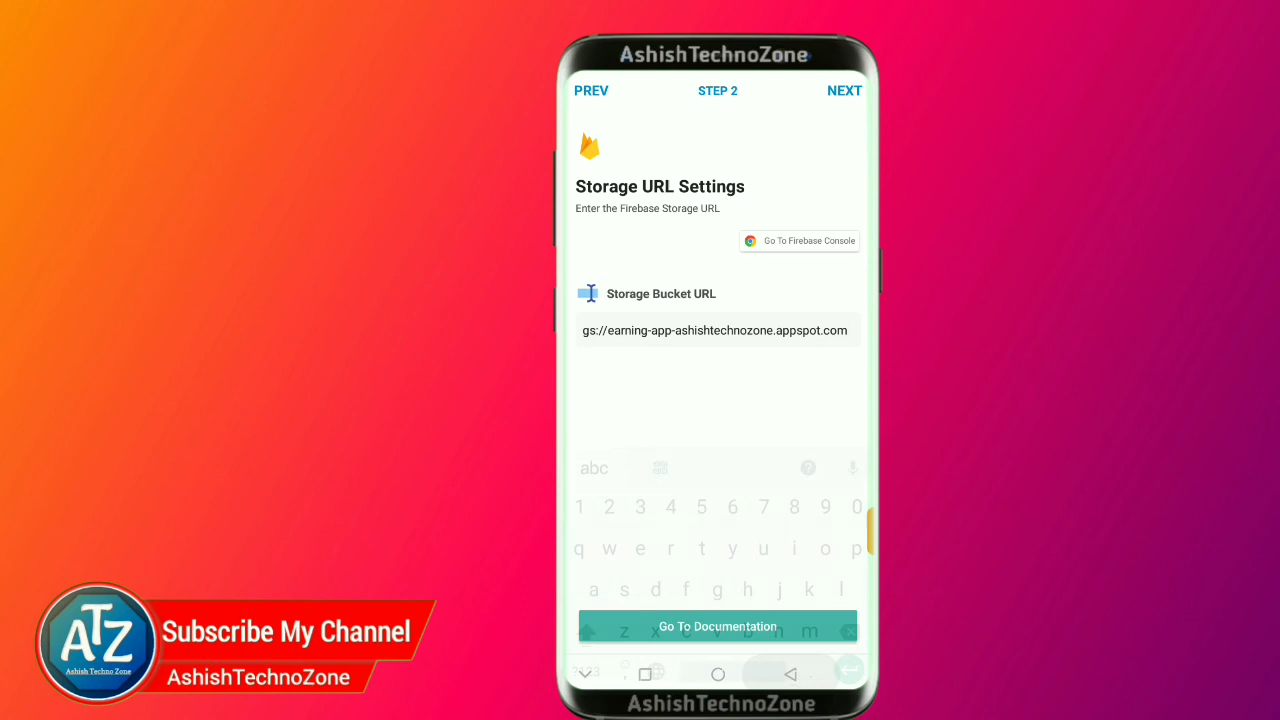 AshishTechnoZone
PREV STEP 2 NEXT
Storage URL Settings
Enter the Firebase Storage URL
Go To Firebase Console
Storage Bucket URL
gs://earning-app-ashishtechnozone.appspot.com
abc
1 2 3 4 5 6 7 8 9 0
q w e r t y u i o p
a s d f g h j k l
z x c v b n m
Go To Documentation
?123 , .
AshishTechnoZone
ATZ
Ashish Techno Zone
Subscribe My Channel
AshishTechnoZone